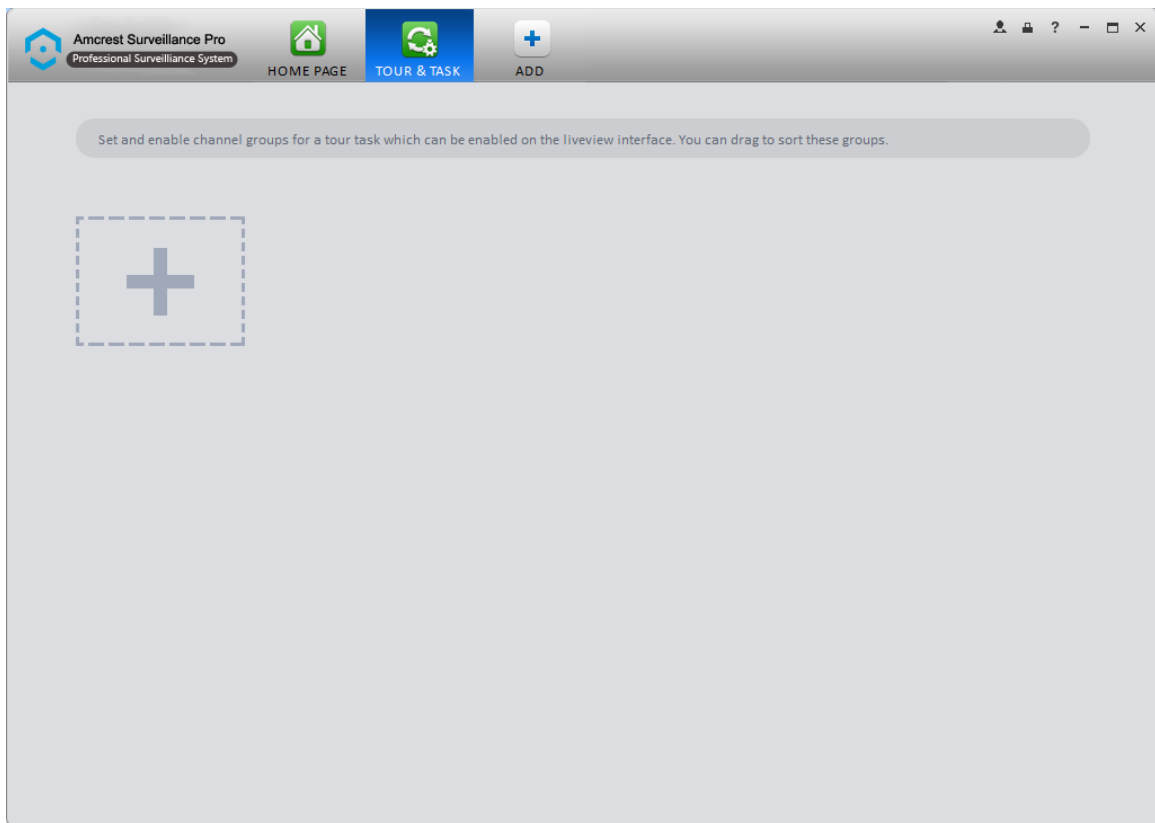 Amcrest Surveillance Pro
Professional Surveilliance System
HOME PAGE
TOUR & TASK
ADD
?
Set and enable channel groups for a tour task which can be enabled on the liveview interface. You can drag to sort these groups.